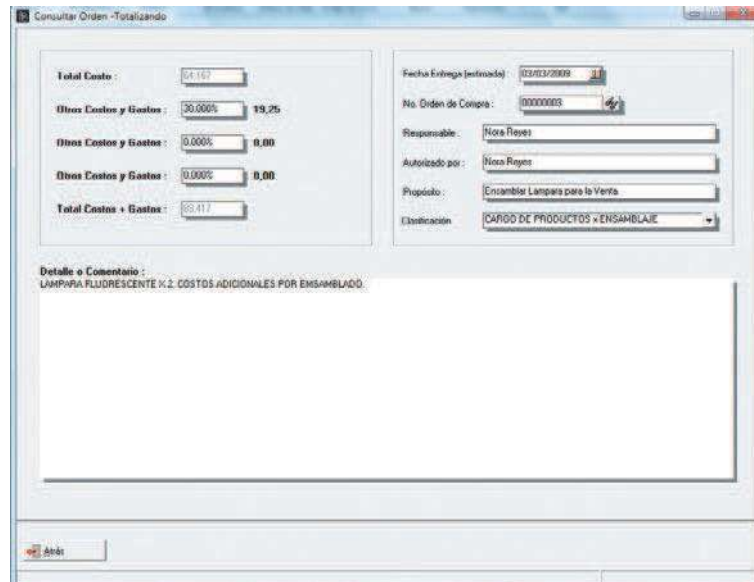 Consultar Orden -Totalizando
Total Costo : 64,167
Otros Costos y Gastos : 30.000% 19,25
Otros Costos y Gastos : 0.000% 0,00
Otros Costos y Gastos : 0.000% 0,00
Total Costos + Gastos : 83,417
Fecha Entrega (estimada) : 03/03/2009
No. Orden de Compra : 00000003
Responsable : Nora Reyes
Autorizado por : Nora Reyes
Propósito : Ensamblar Lampara para la Venta
Clasificación CARGO DE PRODUCTOS x ENSAMBLAJE
Detalle o Comentario :
LAMPARA FLUORESCENTE X 2. COSTOS ADICIONALES POR EMSAMBLADO.
Atrás